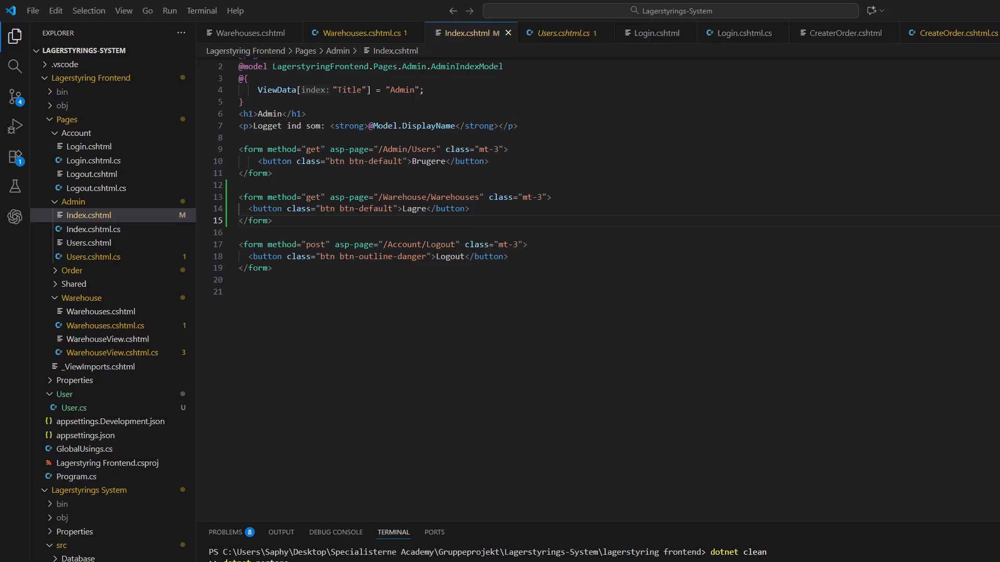 File Edit Selection View Go Run Terminal Help
Lagerstyrings-System
EXPLORER
LAGERSTYRINGS-SYSTEM
.vscode
Lagerstyring Frontend
bin
obj
Pages
Account
Login.cshtml
Login.cshtml.cs
Logout.cshtml
Logout.cshtml.cs
Admin
Index.cshtml M
Index.cshtml.cs
Users.cshtml
Users.cshtml.cs 1
Order
Shared
Warehouse
Warehouses.cshtml
Warehouses.cshtml.cs 1
WarehouseView.cshtml
WarehouseView.cshtml.cs 3
_ViewImports.cshtml
Properties
User
User.cs U
appsettings.Development.json
appsettings.json
GlobalUsings.cs
Lagerstyring Frontend.csproj
Program.cs
Lagerstyrings System
bin
obj
Properties
src
Database
4
1
Warehouses.cshtml Warehouses.cshtml.cs 1 Index.cshtml M Users.cshtml.cs 1 Login.cshtml Login.cshtml.cs CreaterOrder.cshtml CreateOrder.cshtml.cs
Lagerstyring Frontend > Pages > Admin > Index.cshtml
2 @model LagerstyringFrontend.Pages.Admin.AdminIndexModel
3 @{
4 ViewData[index: "Title"] = "Admin";
5 }
6 <h1>Admin</h1>
7 <p>Logget ind som: <strong>@Model.DisplayName</strong></p>
8
9 <form method="get" asp-page="/Admin/Users" class="mt-3">
10 <button class="btn btn-default">Brugere</button>
11 </form>
12
13 <form method="get" asp-page="/Warehouse/Warehouses" class="mt-3">
14 <button class="btn btn-default">Lagre</button>
15 </form>
16
17 <form method="post" asp-page="/Account/Logout" class="mt-3">
18 <button class="btn btn-outline-danger">Logout</button>
19 </form>
20
21
PROBLEMS 8 OUTPUT DEBUG CONSOLE TERMINAL PORTS
PS C:\Users\Saphy\Desktop\Specialisterne Academy\Gruppeprojekt\Lagerstyrings-System\lagerstyring frontend> dotnet clean